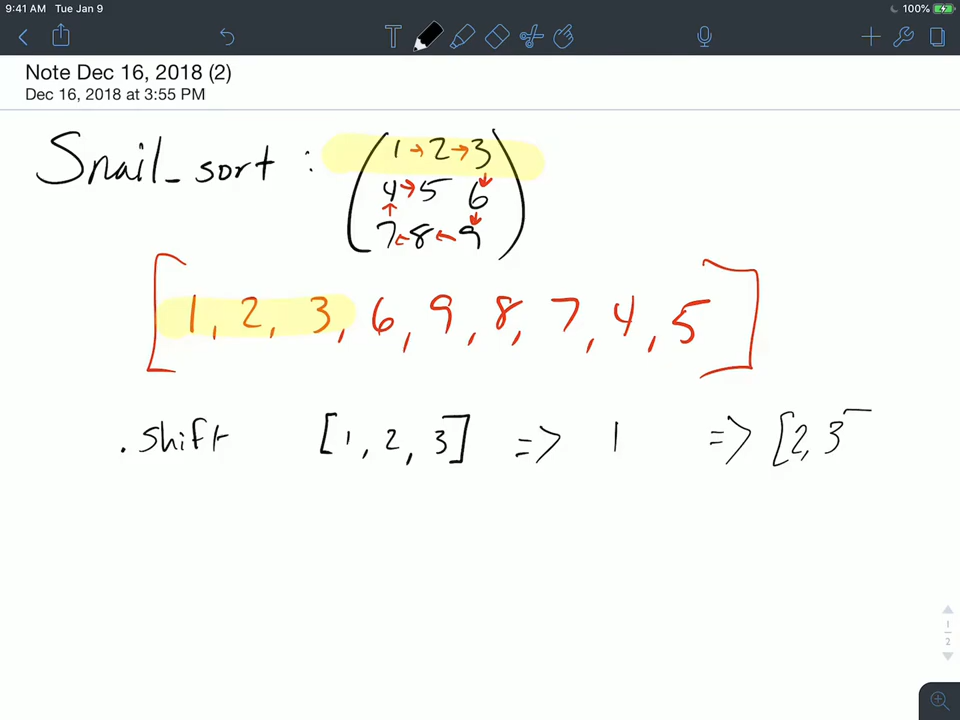 9:41 AM Tue Jan 9 100%
T
Note Dec 16, 2018 (2)
Dec 16, 2018 at 3:55 PM
Snail_sort : ( 1 → 2 → 3
4 → 5 6
7 ← 8 ← 9 )
[ 1, 2, 3, 6, 9, 8, 7, 4, 5 ]
.shift [1, 2, 3] => 1 => [2, 3
1
2